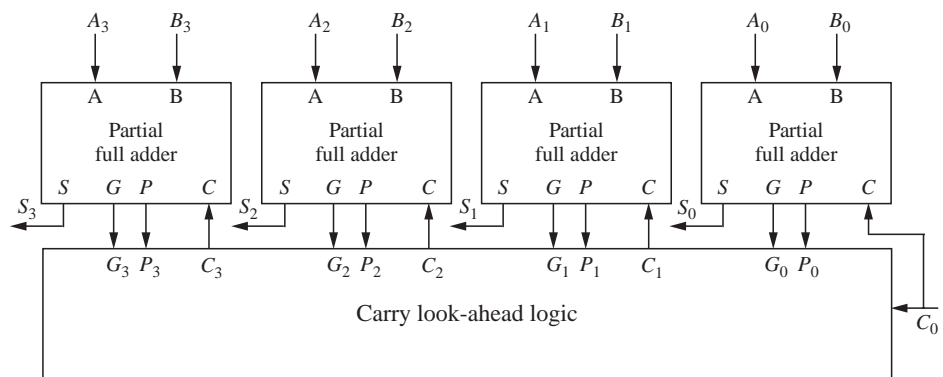 A₃ B₃ A₂ B₂ A₁ B₁ A₀ B₀
A B A B A B A B
Partial Partial Partial Partial
full adder full adder full adder full adder
S G P C S G P C S G P C S G P C
S₃ S₂ S₁ S₀
G₃ P₃ C₃ G₂ P₂ C₂ G₁ P₁ C₁ G₀ P₀
Carry look-ahead logic
C₀